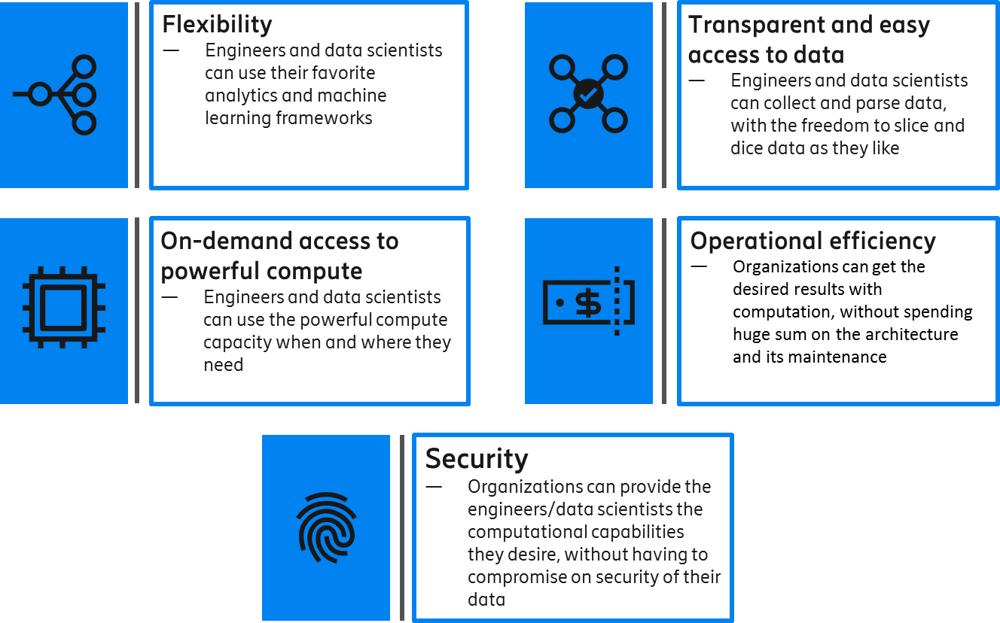 Flexibility
— Engineers and data scientists
can use their favorite
analytics and machine
learning frameworks
Transparent and easy
access to data
— Engineers and data scientists
can collect and parse data,
with the freedom to slice and
dice data as they like
On-demand access to
powerful compute
— Engineers and data scientists
can use the powerful compute
capacity when and where they
need
Operational efficiency
— Organizations can get the
desired results with
computation, without spending
huge sum on the architecture
and its maintenance
$
Security
— Organizations can provide the
engineers/data scientists the
computational capabilities
they desire, without having to
compromise on security of their
data